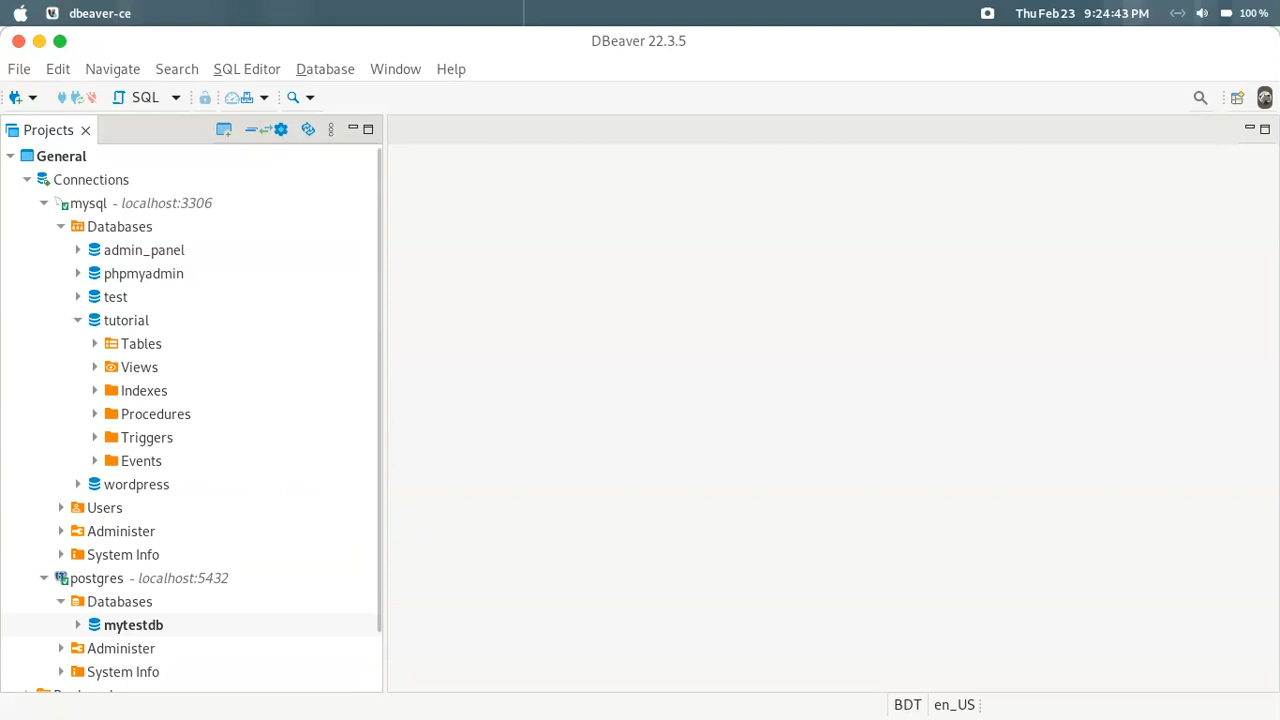 dbeaver-ce
Thu Feb 23 9:24:43 PM 100 %
DBeaver 22.3.5
File Edit Navigate Search SQL Editor Database Window Help
SQL
Projects
General
Connections
mysql - localhost:3306
Databases
admin_panel
phpmyadmin
test
tutorial
Tables
Views
Indexes
Procedures
Triggers
Events
wordpress
Users
Administer
System Info
postgres - localhost:5432
Databases
mytestdb
Administer
System Info
BDT en_US